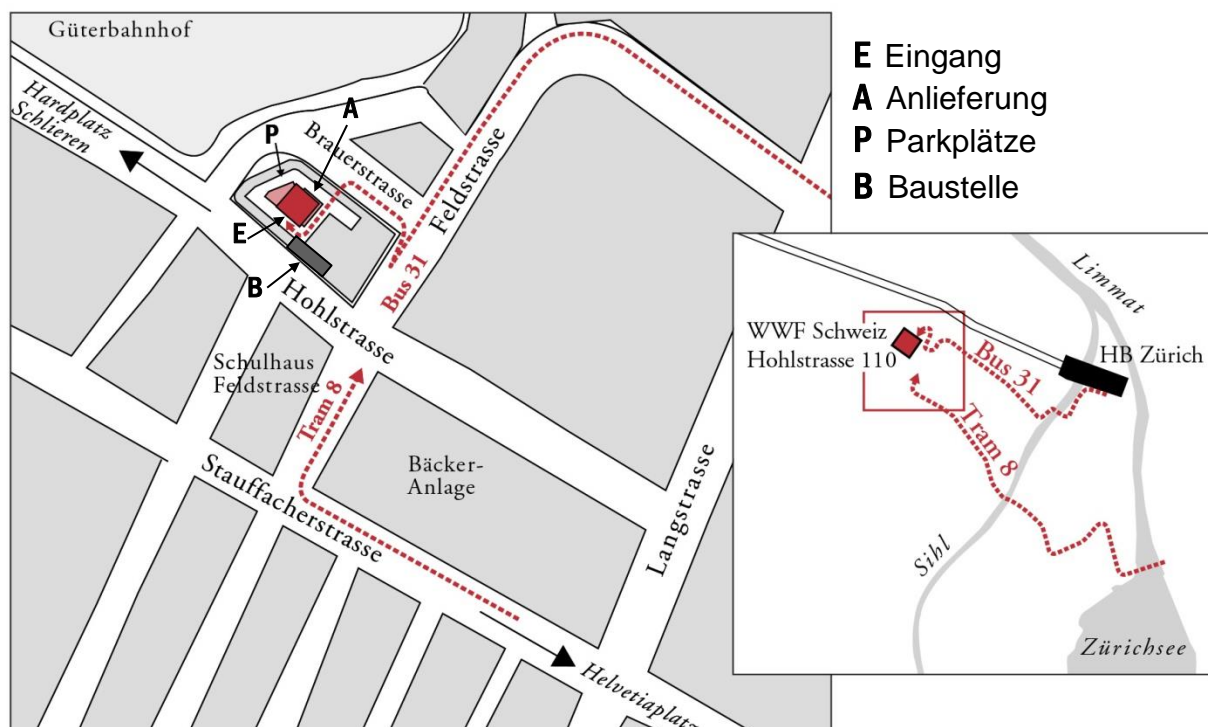 Güterbahnhof
Hardplatz
Schlieren
A
P
Brauerstrasse
E
B
Bus 31
Feldstrasse
Hohlstrasse
Schulhaus
Feldstrasse
Tram 8
Stauffacherstrasse
Bäcker-
Anlage
Langstrasse
Helvetiaplatz
E Eingang
A Anlieferung
P Parkplätze
B Baustelle
Limmat
WWF Schweiz
Hohlstrasse 110
HB Zürich
Bus 31
Tram 8
Sihl
Zürichsee